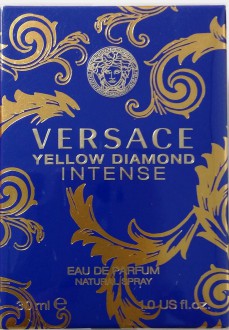 VERSACE
YELLOW DIAMOND
INTENSE
EAU DE PARFUM
NATURAL SPRAY
30 ml ℮ 1.0 US fl.oz.